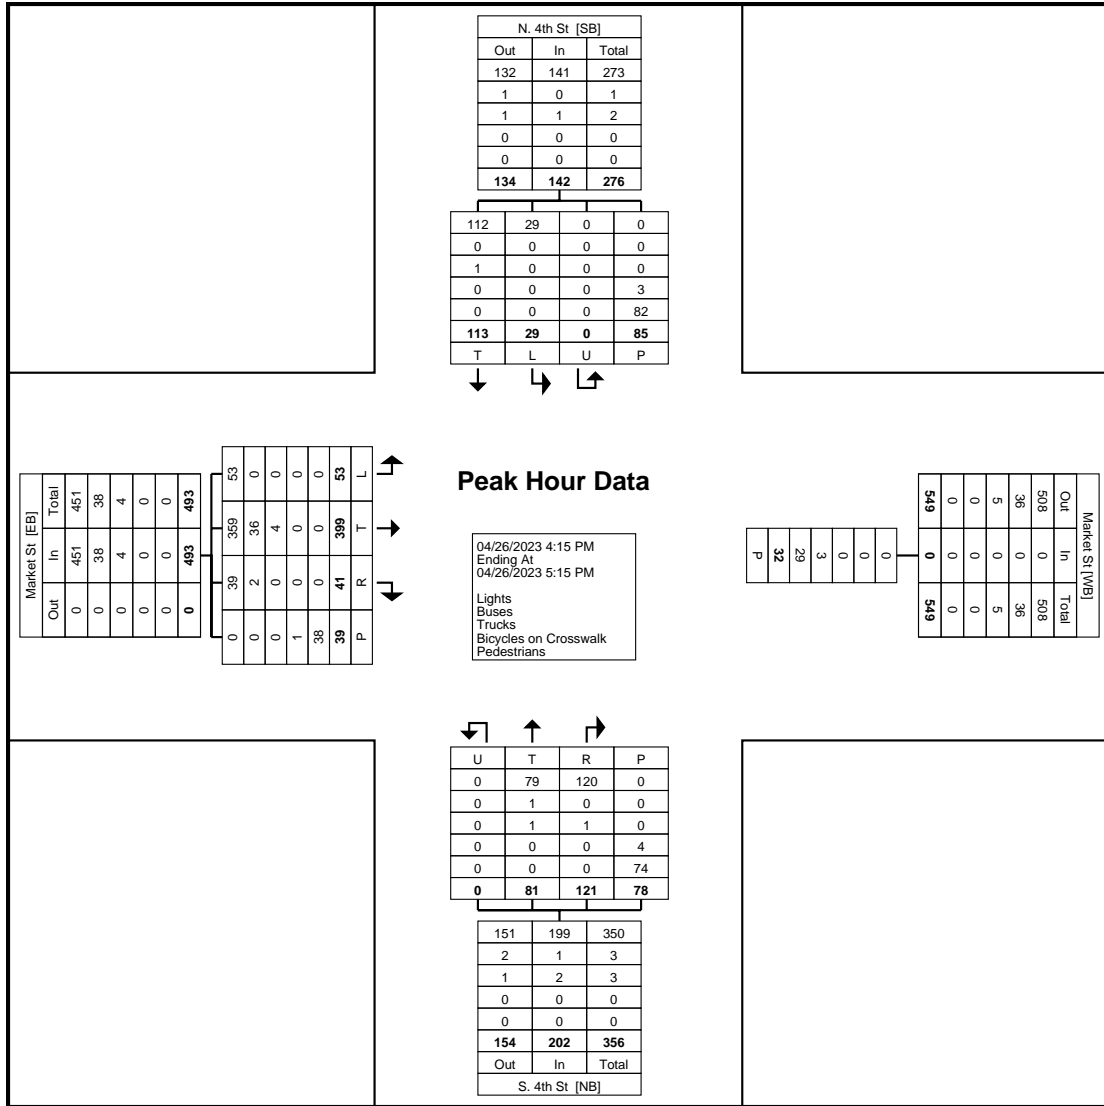 N. 4th St [SB]
Out In Total
132 141 273
1 0 1
1 1 2
0 0 0
0 0 0
134 142 276
112 29 0 0
0 0 0 0
1 0 0 0
0 0 0 3
0 0 0 82
113 29 0 85
T L U P
Market St [EB]
Total 451 38 4 0 0 493
In 451 38 4 0 0 493
Out 0 0 0 0 0 0
53 0 0 0 0 53 L
359 36 4 0 0 399 T
39 2 0 0 0 41 R
0 0 0 1 38 39 P
Peak Hour Data
04/26/2023 4:15 PM
Ending At
04/26/2023 5:15 PM
Lights
Buses
Trucks
Bicycles on Crosswalk
Pedestrians
P 32 29 3 0 0 0
Market St [WB]
Out 508 36 5 0 0 549
In 0 0 0 0 0 0
Total 508 36 5 0 0 549
U T R P
0 79 120 0
0 1 0 0
0 1 1 0
0 0 0 4
0 0 0 74
0 81 121 78
151 199 350
2 1 3
1 2 3
0 0 0
0 0 0
154 202 356
Out In Total
S. 4th St [NB]